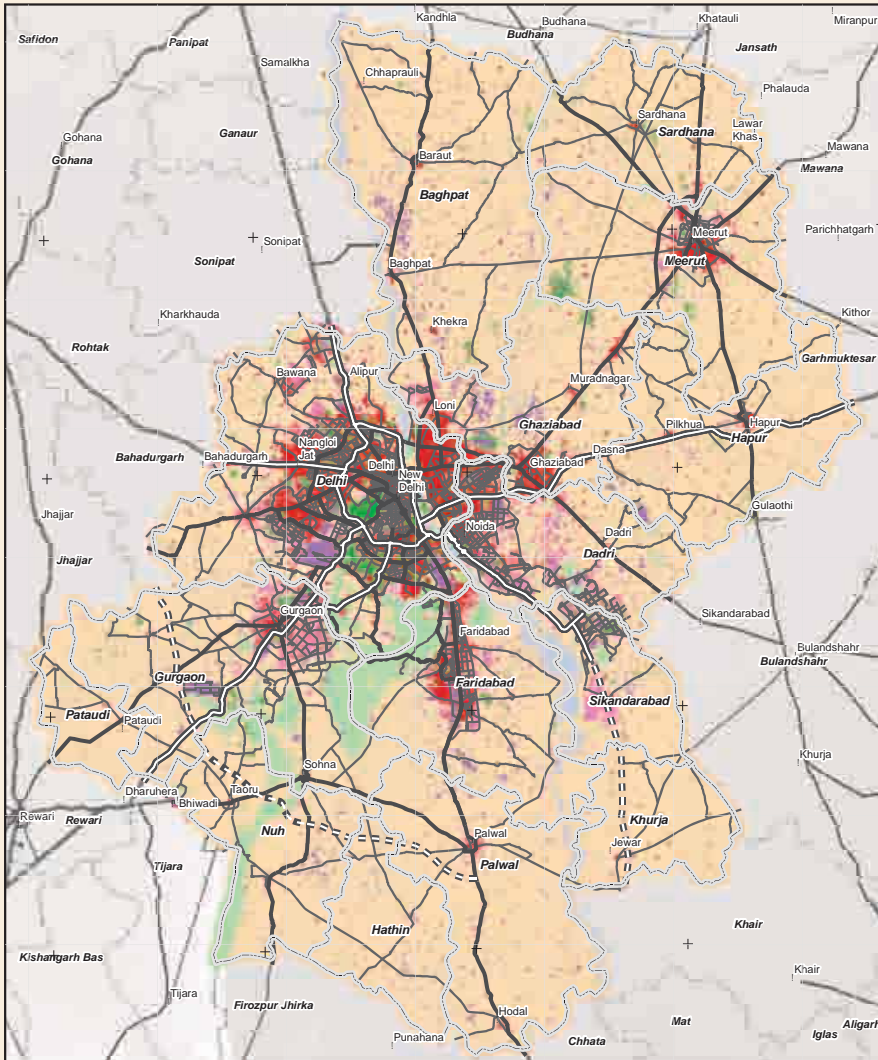 Kandhla
Budhana
Khatauli
Miranpur
Safidon
Panipat
Budhana
Jansath
Samalkha
Chhaprauli
Phalauda
Sardhana
Sardhana
Lawar
Khas
Gohana
Ganaur
Gohana
Baraut
Mawana
Mawana
Baghpat
Sonipat
Meerut
Parichhatgarh
Sonipat
Baghpat
Meerut
Kharkhauda
Khekra
Kithor
Rohtak
Garhmuktesar
Bawana
Alipur
Muradnagar
Loni
Ghaziabad
Pilkhua
Hapur
Hapur
Nangloi
Jat
Bahadurgarh
Bahadurgarh
Delhi
New
Delhi
Delhi
Ghaziabad
Dasna
Gulaothi
Jhajjar
Noida
Dadri
Dadri
Jhajjar
Gurgaon
Sikandarabad
Faridabad
Bulandshahr
Bulandshahr
Gurgaon
Faridabad
Sikandarabad
Pataudi
Pataudi
Khurja
Sohna
Dharuhera
Taoru
Bhiwadi
Rewari
Rewari
Nuh
Khurja
Palwal
Palwal
Jewar
Tijara
Hathin
Khair
Kishangarh Bas
Khair
Tijara
Firozpur Jhirka
Hodal
Mat
Punahana
Chhata
Iglas
Aligarh